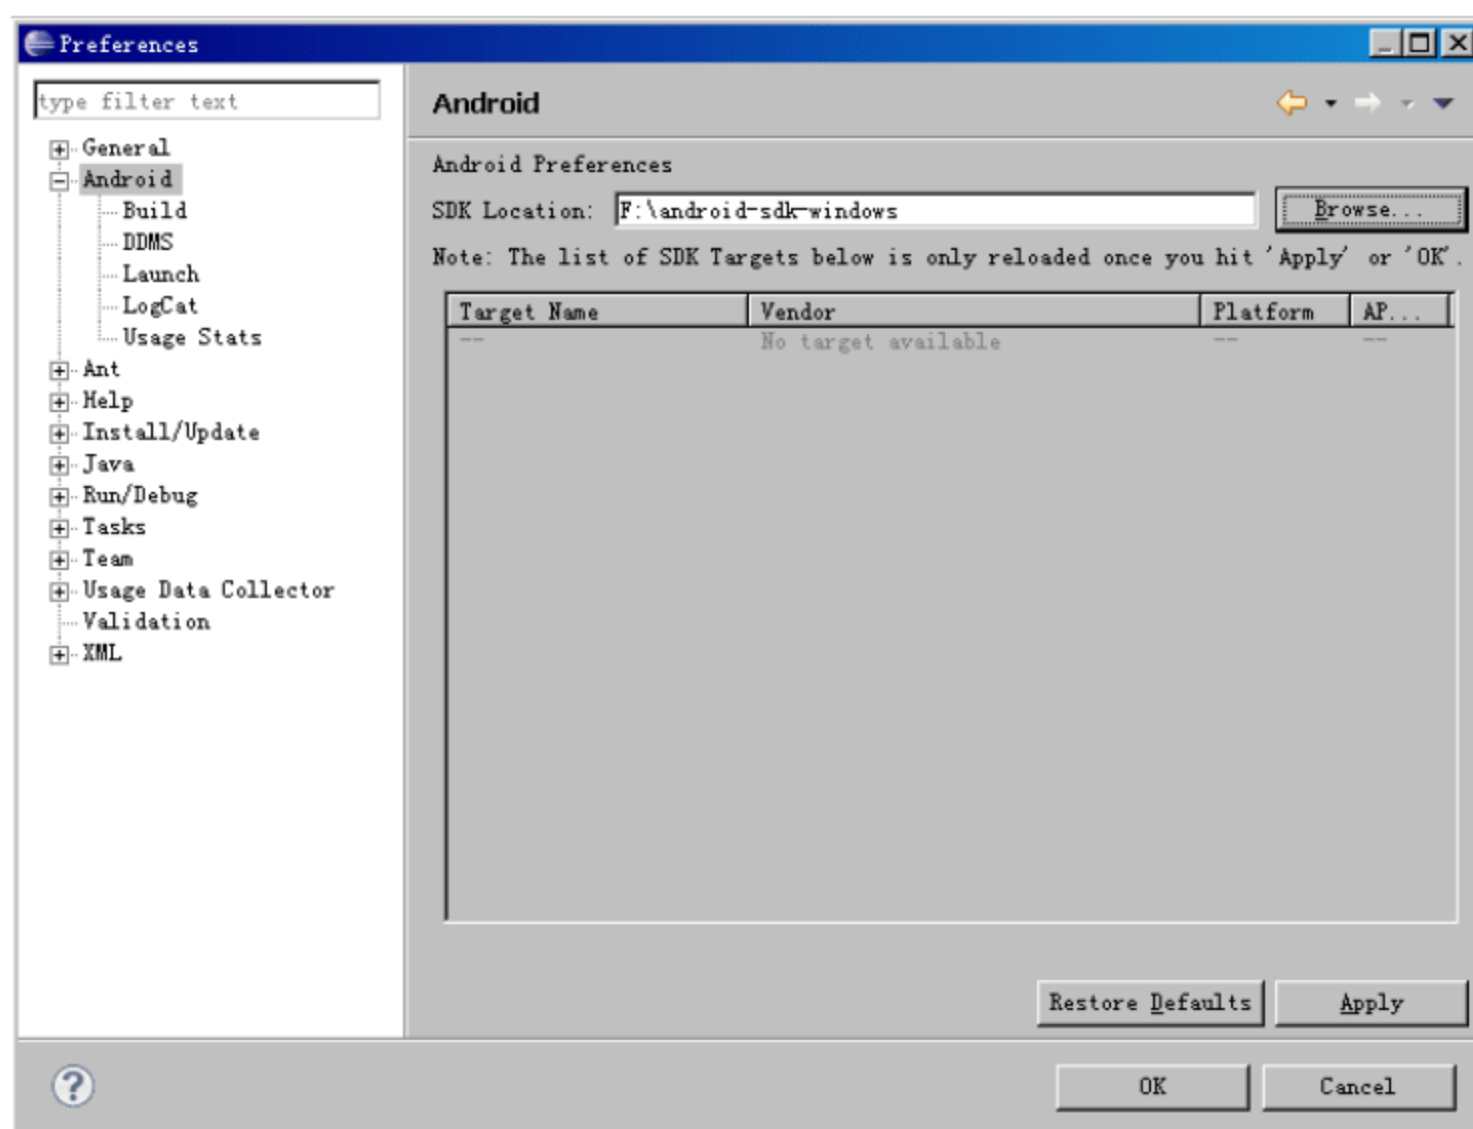 Preferences
type filter text
General
Android
Build
DDMS
Launch
LogCat
Usage Stats
Ant
Help
Install/Update
Java
Run/Debug
Tasks
Team
Usage Data Collector
Validation
XML
Android
Android Preferences
SDK Location: F:\android-sdk-windows Browse...
Note: The list of SDK Targets below is only reloaded once you hit 'Apply' or 'OK'.
Target Name Vendor Platform AP...
-- No target available -- --
Restore Defaults Apply
? OK Cancel